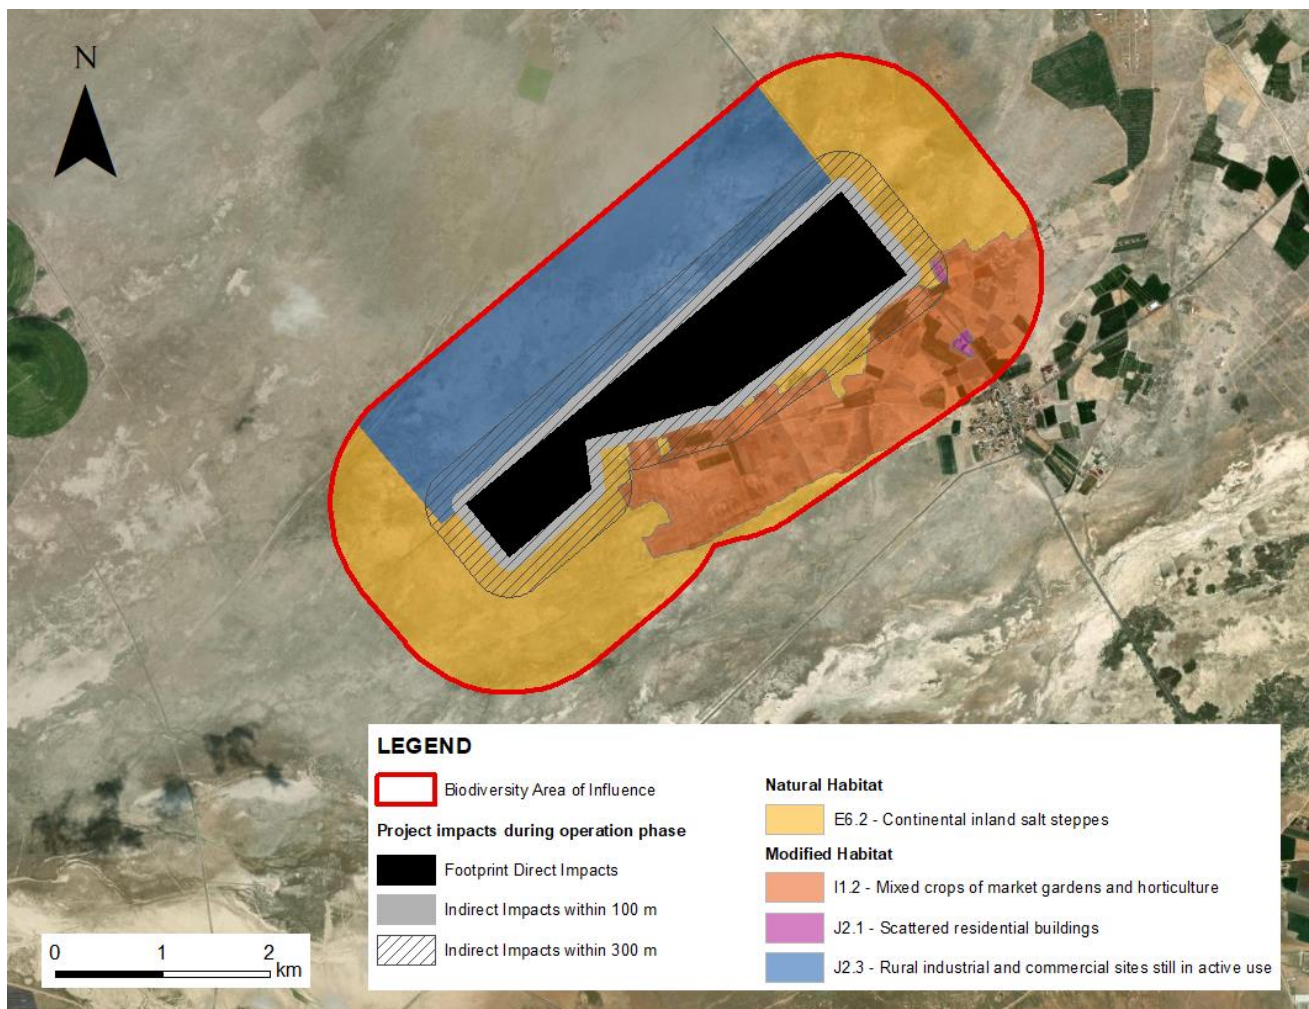 N
LEGEND
Biodiversity Area of Influence
Project impacts during operation phase
Footprint Direct Impacts
Indirect Impacts within 100 m
Indirect Impacts within 300 m
Natural Habitat
E6.2 - Continental inland salt steppes
Modified Habitat
I1.2 - Mixed crops of market gardens and horticulture
J2.1 - Scattered residential buildings
J2.3 - Rural industrial and commercial sites still in active use
0 1 2
km